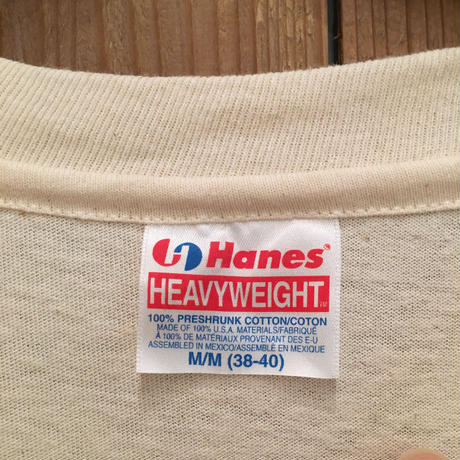 Hanes
HEAVYWEIGHT
100% PRESHRUNK COTTON/COTON
MADE OF 100% U.S.A. MATERIALS/FABRIQUÉ
À 100% DE MATERIAUX PROVENANT DES E-U
ASSEMBLED IN MEXICO/ASSEMBLÉ EN MEXIQUE
M/M (38-40)